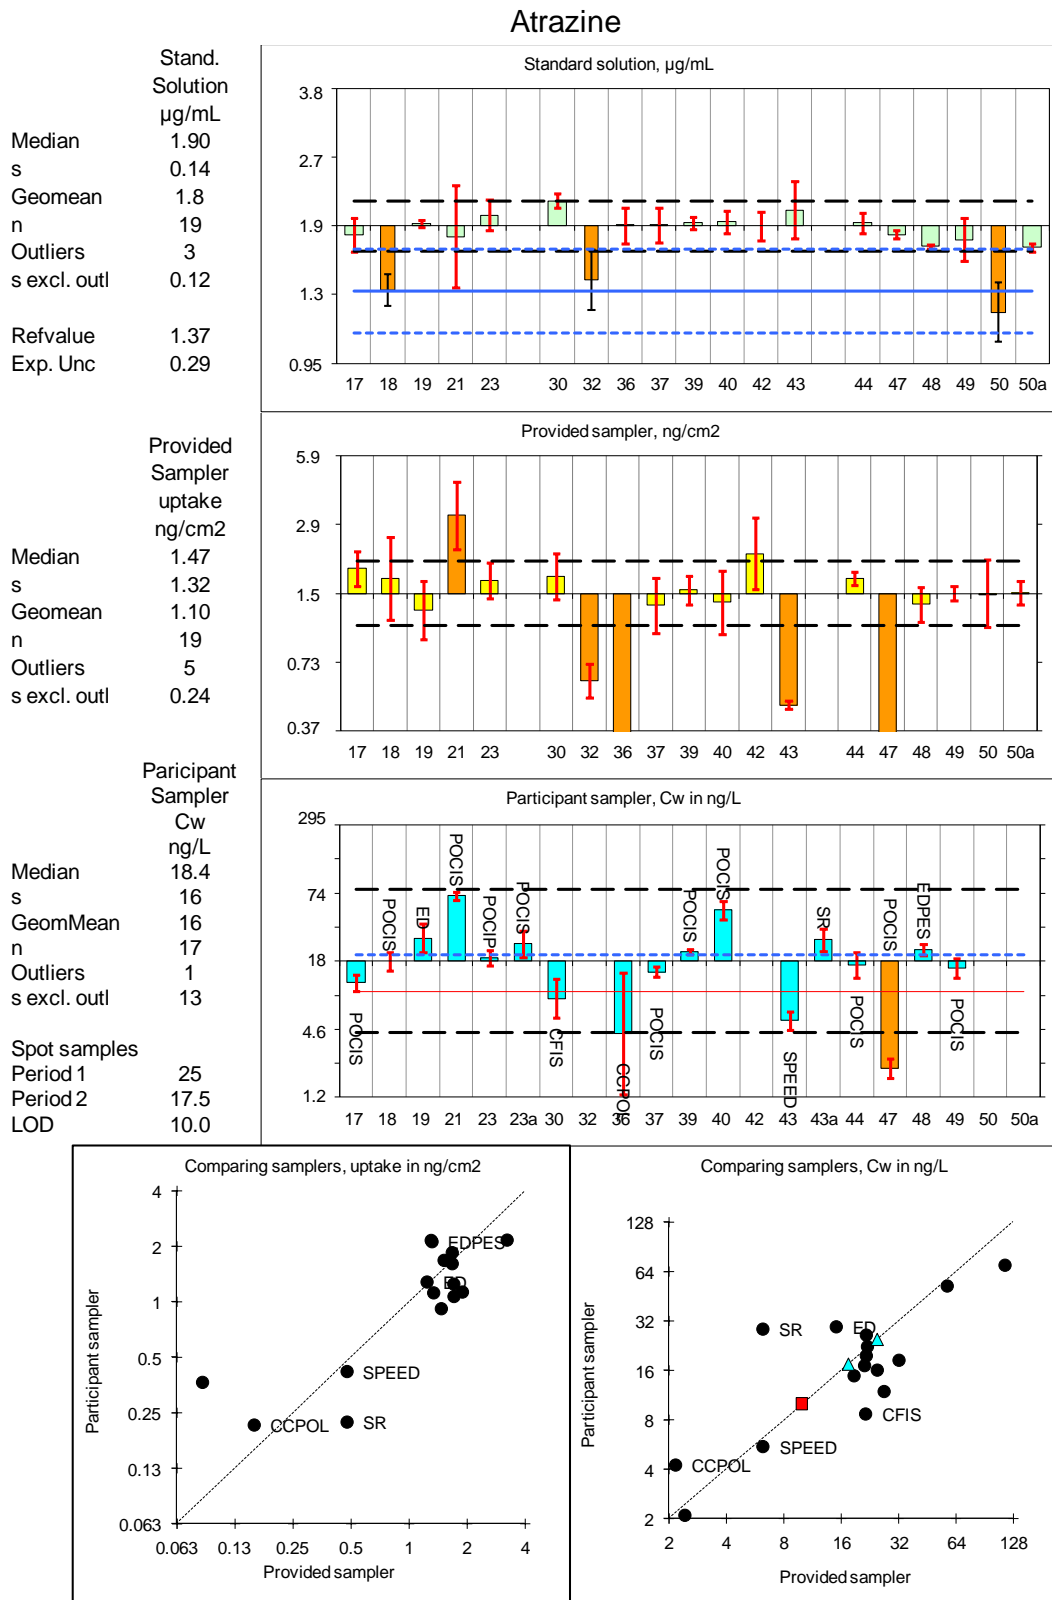 Atrazine
Stand.
Solution
µg/mL
Median 1.90
s 0.14
Geomean 1.8
n 19
Outliers 3
s excl. outl 0.12
Refvalue 1.37
Exp. Unc 0.29
Standard solution, µg/mL
3.8
2.7
1.9
1.3
0.95
17 18 19 21 23 30 32 36 37 39 40 42 43 44 47 48 49 50 50a
Provided
Sampler
uptake
ng/cm2
Median 1.47
s 1.32
Geomean 1.10
n 19
Outliers 5
s excl. outl 0.24
Provided sampler, ng/cm2
5.9
2.9
1.5
0.73
0.37
17 18 19 21 23 30 32 36 37 39 40 42 43 44 47 48 49 50 50a
Paricipant
Sampler
Cw
ng/L
Median 18.4
s 16
GeomMean 16
n 17
Outliers 1
s excl. outl 13
Spot samples
Period 1 25
Period 2 17.5
LOD 10.0
Participant sampler, Cw in ng/L
295
74
18
4.6
1.2
POCIS
POCIS
ED
POCIS
POCIP
POCIS
CFIS
CCPOL
POCIS
POCIS
POCIS
SPEED
SR
POCIS
POCIS
EDPES
POCIS
17 18 19 21 23 23a 30 32 36 37 39 40 42 43 43a 44 47 48 49 50 50a
Comparing samplers, uptake in ng/cm2
Participant sampler
4
2
1
0.5
0.25
0.13
0.063
EDPES
ED
SPEED
CCPOL
SR
0.063 0.13 0.25 0.5 1 2 4
Provided sampler
Comparing samplers, Cw in ng/L
Participant sampler
128
64
32
16
8
4
2
SR
ED
CFIS
SPEED
CCPOL
2 4 8 16 32 64 128
Provided sampler